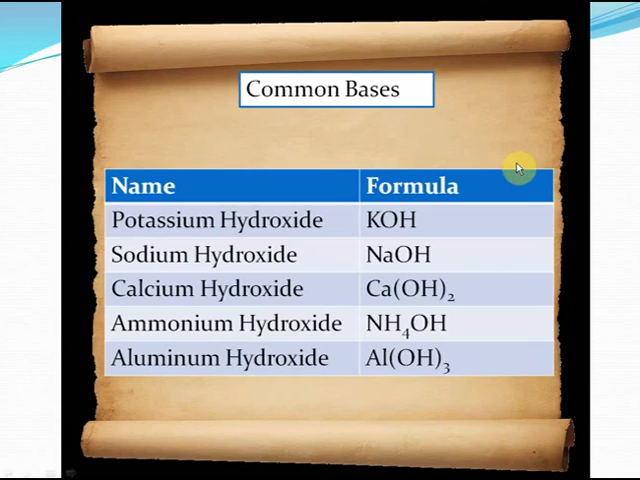 Common Bases
Name Formula
Potassium Hydroxide KOH
Sodium Hydroxide NaOH
Calcium Hydroxide Ca(OH)₂
Ammonium Hydroxide NH₄OH
Aluminum Hydroxide Al(OH)₃